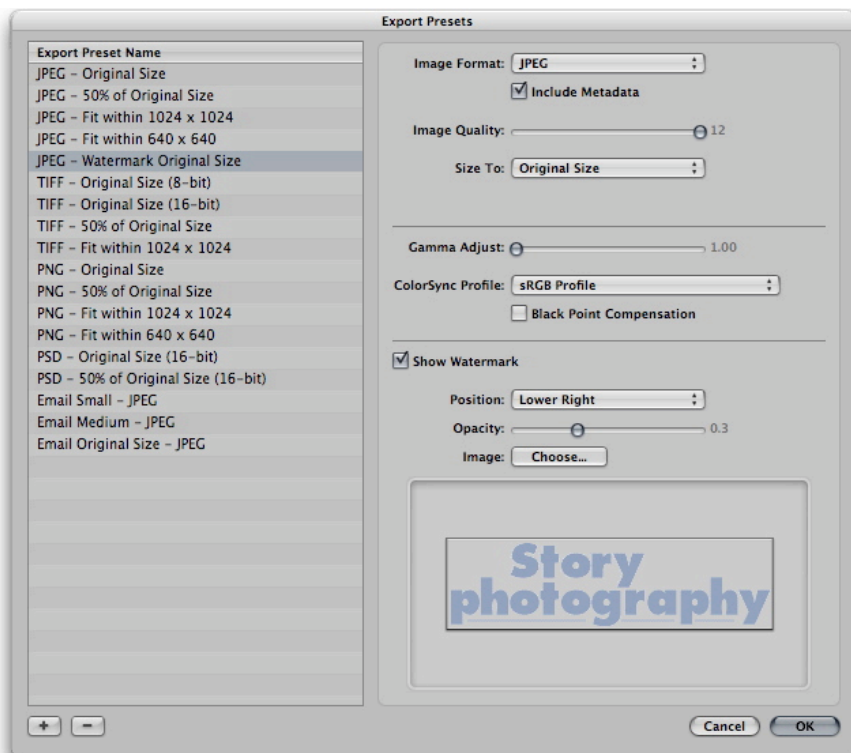 Export Presets
Export Preset Name
JPEG – Original Size
JPEG – 50% of Original Size
JPEG – Fit within 1024 x 1024
JPEG – Fit within 640 x 640
JPEG – Watermark Original Size
TIFF – Original Size (8-bit)
TIFF – Original Size (16-bit)
TIFF – 50% of Original Size
TIFF – Fit within 1024 x 1024
PNG – Original Size
PNG – 50% of Original Size
PNG – Fit within 1024 x 1024
PNG – Fit within 640 x 640
PSD – Original Size (16-bit)
PSD – 50% of Original Size (16-bit)
Email Small – JPEG
Email Medium – JPEG
Email Original Size – JPEG
Image Format: JPEG
Include Metadata
Image Quality: 12
Size To: Original Size
Gamma Adjust: 1.00
ColorSync Profile: sRGB Profile
Black Point Compensation
Show Watermark
Position: Lower Right
Opacity: 0.3
Image: Choose...
Story
photography
+ −
Cancel OK